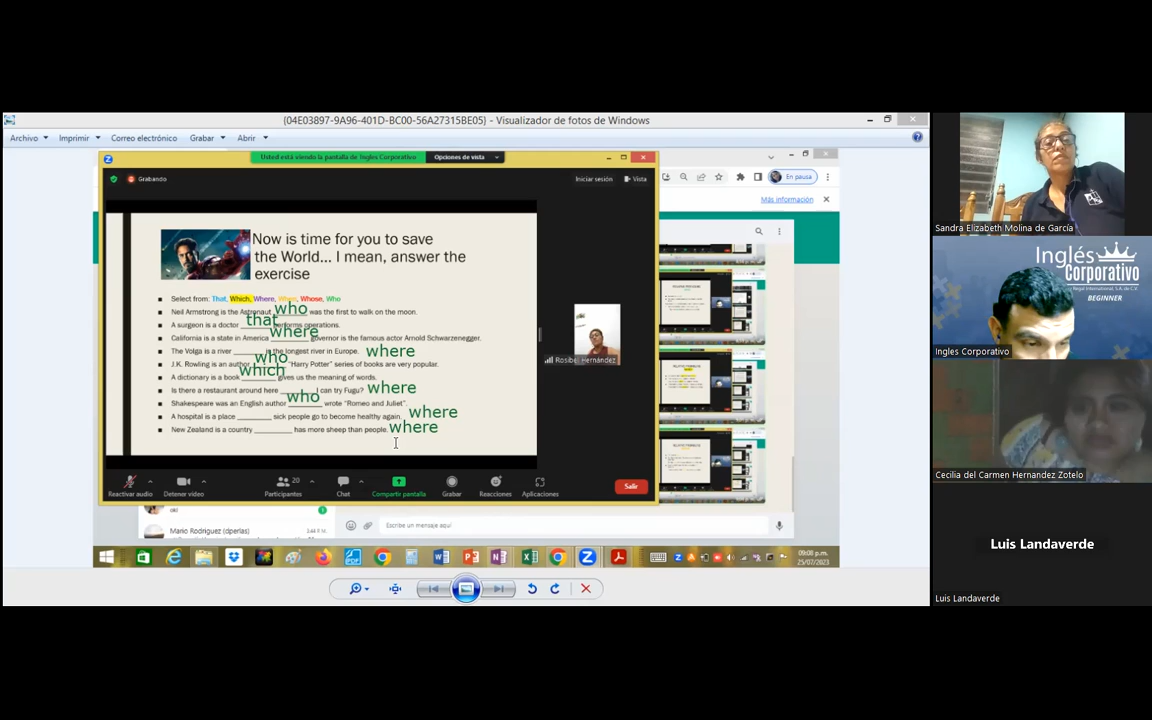 (04E03897-9A96-401D-BC00-56A27315BE05) - Visualizador de fotos de Windows
Archivo Imprimir Correo electrónico Grabar Abrir
Usted está viendo la pantalla de Ingles Corporativo Opciones de vista
Grabando Iniciar sesión Vista
En pausa
Más información
Now is time for you to save
the World... I mean, answer the
exercise
Select from: That, Which, Where, When, Whose, Who
Neil Armstrong is the Astronaut who was the first to walk on the moon.
A surgeon is a doctor that performs operations.
California is a state in America where governor is the famous actor Arnold Schwarzenegger.
The Volga is a river ________ is the longest river in Europe. where
J.K. Rowling is an author who "Harry Potter" series of books are very popular.
A dictionary is a book which gives us the meaning of words.
Is there a restaurant around here ________ I can try Fugu? where
Shakespeare was an English author who wrote "Romeo and Juliet".
A hospital is a place ________ sick people go to become healthy again. where
New Zealand is a country ________ has more sheep than people. where
Rosibel Hernández
Reactivar audio Detener video Participantes 20 Chat Compartir pantalla Grabar Reacciones Aplicaciones Salir
ok!
Mario Rodriguez (dperlas)
Escribe un mensaje aquí
09:08 p.m.
25/07/2023
Sandra Elizabeth Molina de García
Inglés
Corporativo
BEGINNER
Ingles Corporativo
Cecilia del Carmen Hernandez Zotelo
Luis Landaverde
Luis Landaverde